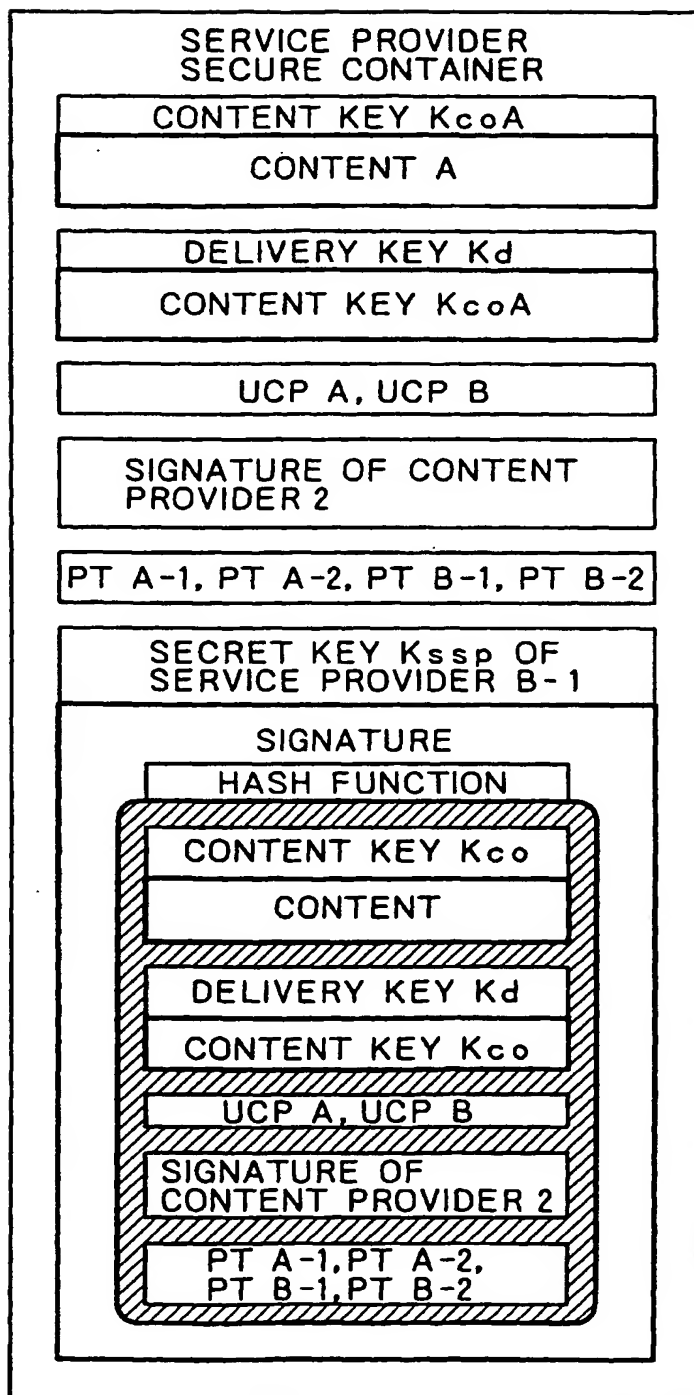 SERVICE PROVIDER
SECURE CONTAINER
CONTENT KEY KcoA
CONTENT A
DELIVERY KEY Kd
CONTENT KEY KcoA
UCP A, UCP B
SIGNATURE OF CONTENT
PROVIDER 2
PT A-1, PT A-2, PT B-1, PT B-2
SECRET KEY Kssp OF
SERVICE PROVIDER B-1
SIGNATURE
HASH FUNCTION
CONTENT KEY Kco
CONTENT
DELIVERY KEY Kd
CONTENT KEY Kco
UCP A, UCP B
SIGNATURE OF
CONTENT PROVIDER 2
PT A-1, PT A-2,
PT B-1, PT B-2